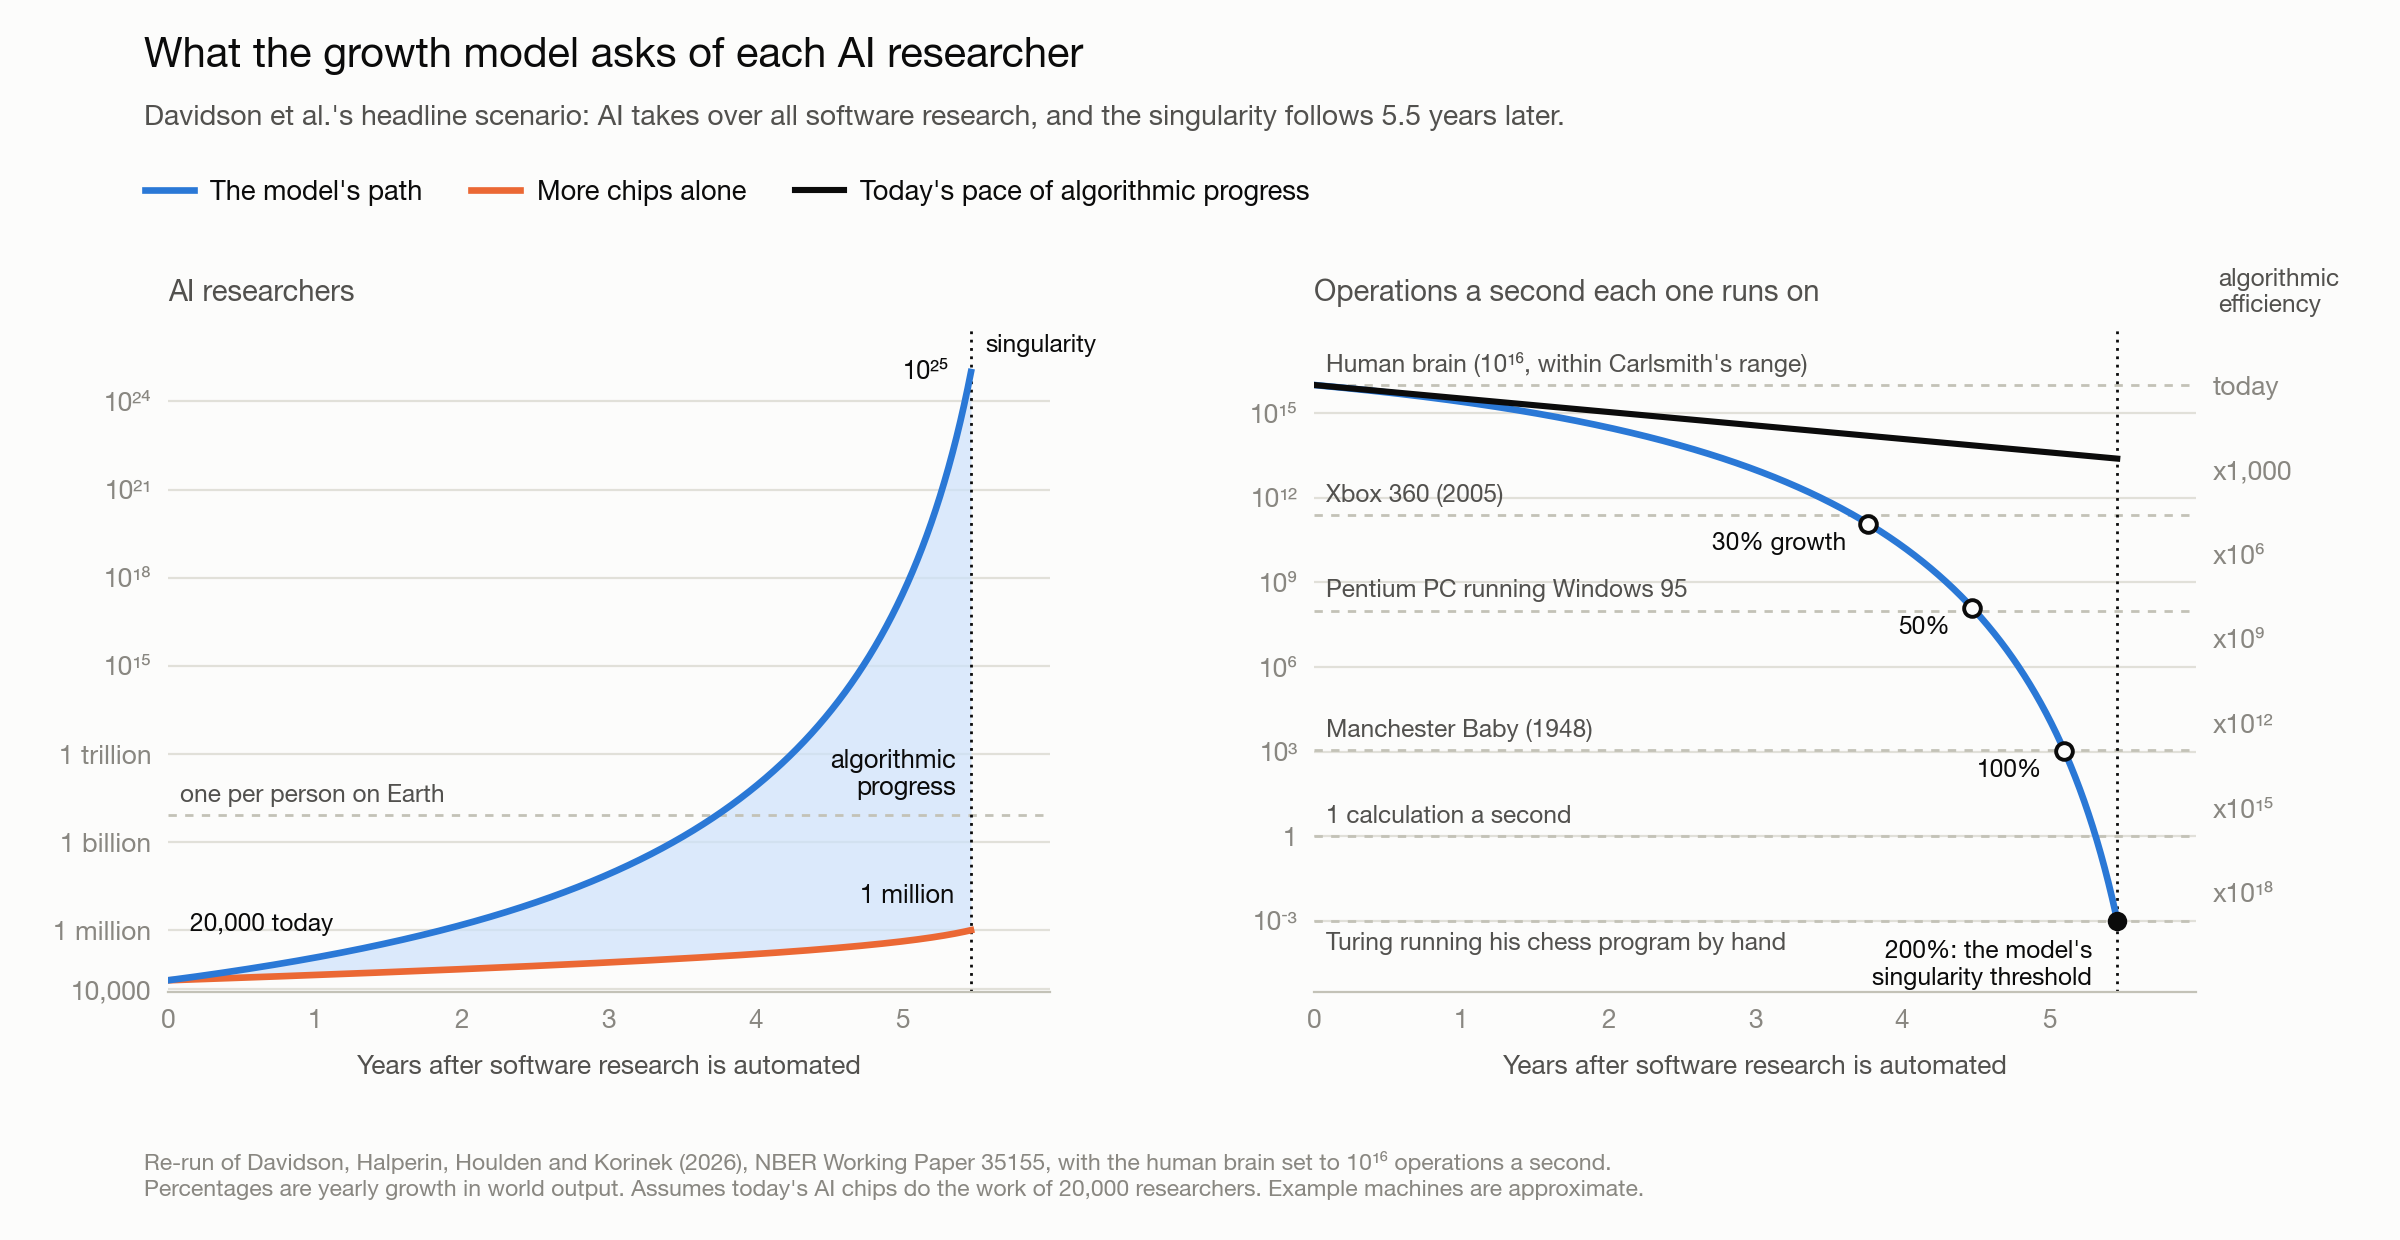 What the growth model asks of each AI researcher
Davidson et al.'s headline scenario: AI takes over all software research, and the singularity follows 5.5 years later.
The model's path
More chips alone
Today's pace of algorithmic progress
AI researchers
singularity
10²⁵
10²⁴
10²¹
10¹⁸
10¹⁵
1 trillion
algorithmic
progress
one per person on Earth
1 billion
1 million
20,000 today
1 million
10,000
0 1 2 3 4 5
Years after software research is automated
Operations a second each one runs on
algorithmic
efficiency
Human brain (10¹⁶, within Carlsmith's range)
today
10¹⁵
x1,000
Xbox 360 (2005)
10¹²
30% growth
x10⁶
10⁹
Pentium PC running Windows 95
50%
x10⁹
10⁶
Manchester Baby (1948)
x10¹²
10³
100%
1 calculation a second
x10¹⁵
1
x10¹⁸
10⁻³
Turing running his chess program by hand
200%: the model's
singularity threshold
0 1 2 3 4 5
Years after software research is automated
Re-run of Davidson, Halperin, Houlden and Korinek (2026), NBER Working Paper 35155, with the human brain set to 10¹⁶ operations a second.
Percentages are yearly growth in world output. Assumes today's AI chips do the work of 20,000 researchers. Example machines are approximate.